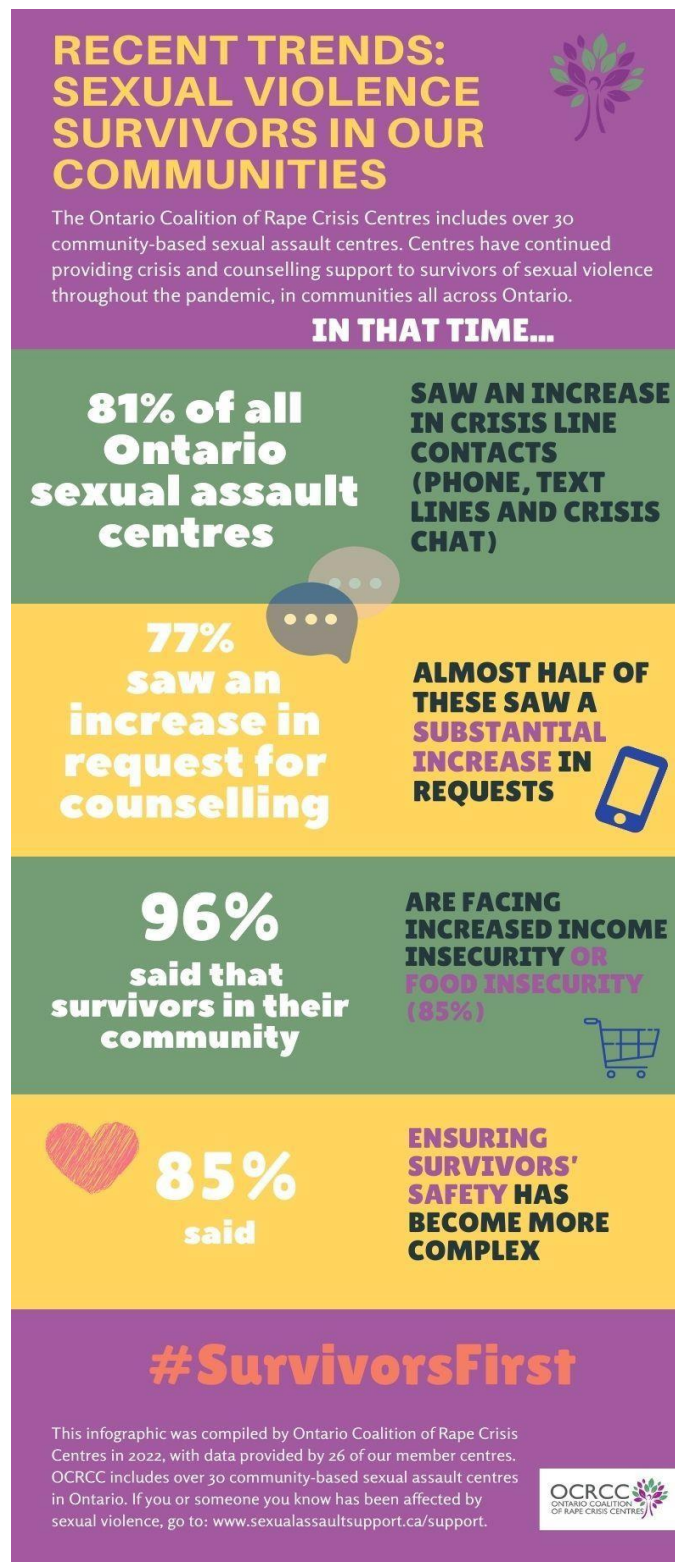 RECENT TRENDS:
SEXUAL VIOLENCE
SURVIVORS IN OUR
COMMUNITIES
The Ontario Coalition of Rape Crisis Centres includes over 30
community-based sexual assault centres. Centres have continued
providing crisis and counselling support to survivors of sexual violence
throughout the pandemic, in communities all across Ontario.
IN THAT TIME...
81% of all
Ontario
sexual assault
centres
SAW AN INCREASE
IN CRISIS LINE
CONTACTS
(PHONE, TEXT
LINES AND CRISIS
CHAT)
77%
saw an
increase in
request for
counselling
ALMOST HALF OF
THESE SAW A
SUBSTANTIAL
INCREASE IN
REQUESTS
96%
said that
survivors in their
community
ARE FACING
INCREASED INCOME
INSECURITY OR
FOOD INSECURITY
(85%)
85%
said
ENSURING
SURVIVORS'
SAFETY HAS
BECOME MORE
COMPLEX
#SurvivorsFirst
This infographic was compiled by Ontario Coalition of Rape Crisis
Centres in 2022, with data provided by 26 of our member centres.
OCRCC includes over 30 community-based sexual assault centres
in Ontario. If you or someone you know has been affected by
sexual violence, go to: www.sexualassaultsupport.ca/support.
OCRCC
ONTARIO COALITION
OF RAPE CRISIS CENTRES